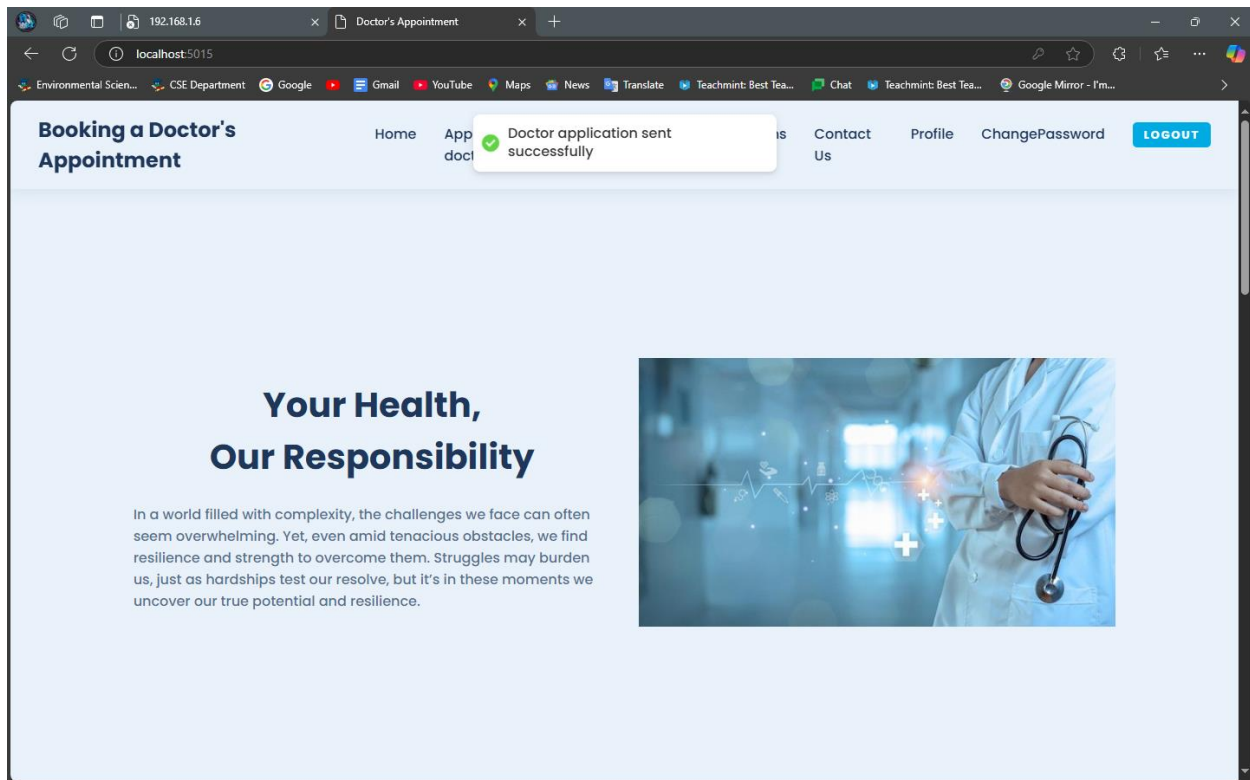 192.168.1.6
Doctor's Appointment
localhost:5015
Environmental Scien... CSE Department Google Gmail YouTube Maps News Translate Teachmint: Best Tea... Chat Teachmint: Best Tea... Google Mirror - I'm...
Booking a Doctor's
Appointment
Home
Doctor application sent
successfully
Contact
Us
Profile
ChangePassword
LOGOUT
Your Health,
Our Responsibility
In a world filled with complexity, the challenges we face can often
seem overwhelming. Yet, even amid tenacious obstacles, we find
resilience and strength to overcome them. Struggles may burden
us, just as hardships test our resolve, but it's in these moments we
uncover our true potential and resilience.